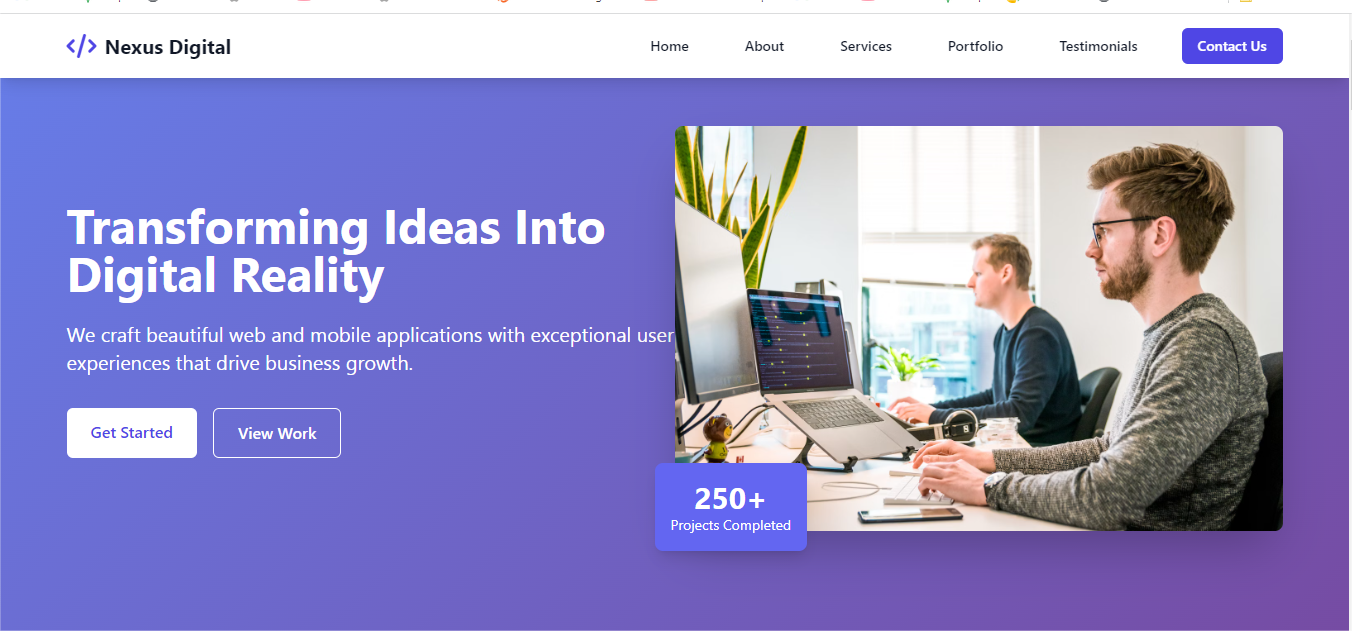 </> Nexus Digital
Home
About
Services
Portfolio
Testimonials
Contact Us
Transforming Ideas Into
Digital Reality
We craft beautiful web and mobile applications with exceptional user
experiences that drive business growth.
Get Started
View Work
250+
Projects Completed